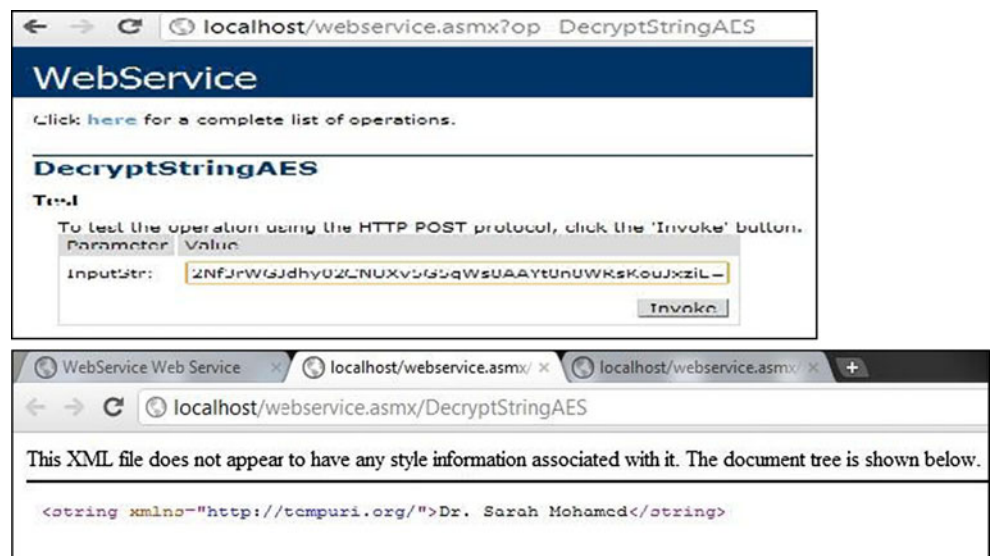 localhost/webservice.asmx?op DecryptStringAES
WebService
Click here for a complete list of operations.
DecryptStringAES
Test
To test the operation using the HTTP POST protocol, click the 'Invoke' button.
Parameter Value
InputStr:
Invoke
WebService Web Service × localhost/webservice.asmx/ × localhost/webservice.asmx/ × +
localhost/webservice.asmx/DecryptStringAES
This XML file does not appear to have any style information associated with it. The document tree is shown below.
<string xmlns="http://tempuri.org/">Dr. Sarah Mohamed</string>